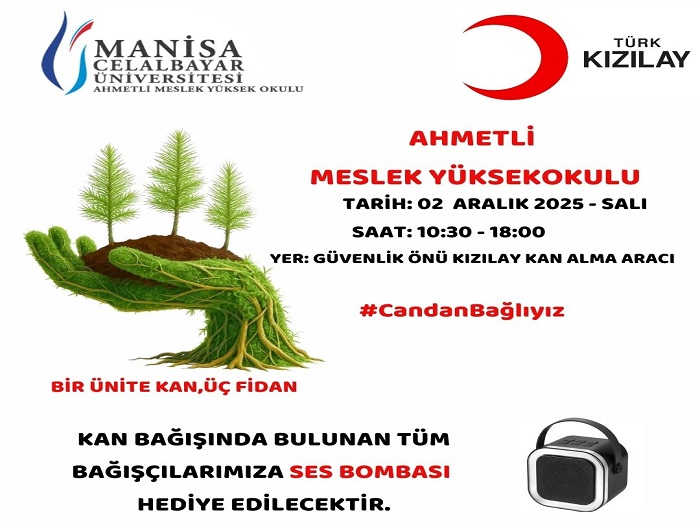 MANİSA
CELALBAYAR
ÜNİVERSİTESİ
AHMETLİ MESLEK YÜKSEK OKULU
TÜRK
KIZILAY
AHMETLİ
MESLEK YÜKSEKOKULU
TARİH: 02 ARALIK 2025 - SALI
SAAT: 10:30 - 18:00
YER: GÜVENLİK ÖNÜ KIZILAY KAN ALMA ARACI
#CandanBağlıyız
BİR ÜNİTE KAN,ÜÇ FİDAN
KAN BAĞIŞINDA BULUNAN TÜM
BAĞIŞÇILARIMIZA SES BOMBASI
HEDİYE EDİLECEKTİR.